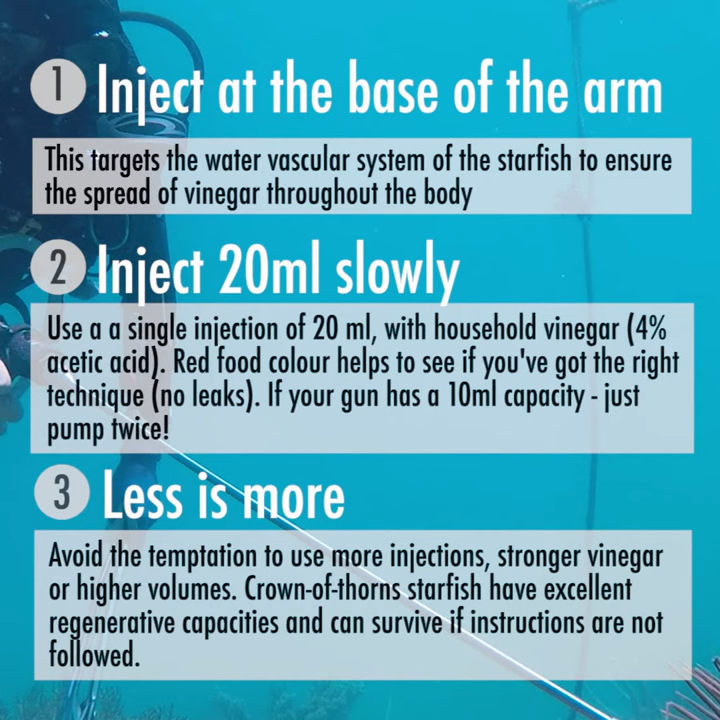 1 Inject at the base of the arm
This targets the water vascular system of the starfish to ensure
the spread of vinegar throughout the body
2 Inject 20ml slowly
Use a a single injection of 20 ml, with household vinegar (4%
acetic acid). Red food colour helps to see if you've got the right
technique (no leaks). If your gun has a 10ml capacity - just
pump twice!
3 Less is more
Avoid the temptation to use more injections, stronger vinegar
or higher volumes. Crown-of-thorns starfish have excellent
regenerative capacities and can survive if instructions are not
followed.